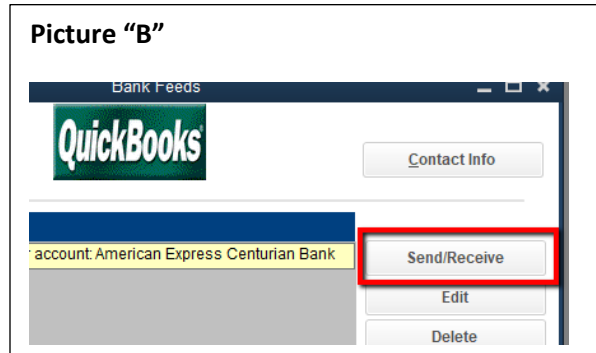 Picture “B”
Bank Feeds
QuickBooks
Contact Info
r account: American Express Centurian Bank
Send/Receive
Edit
Delete